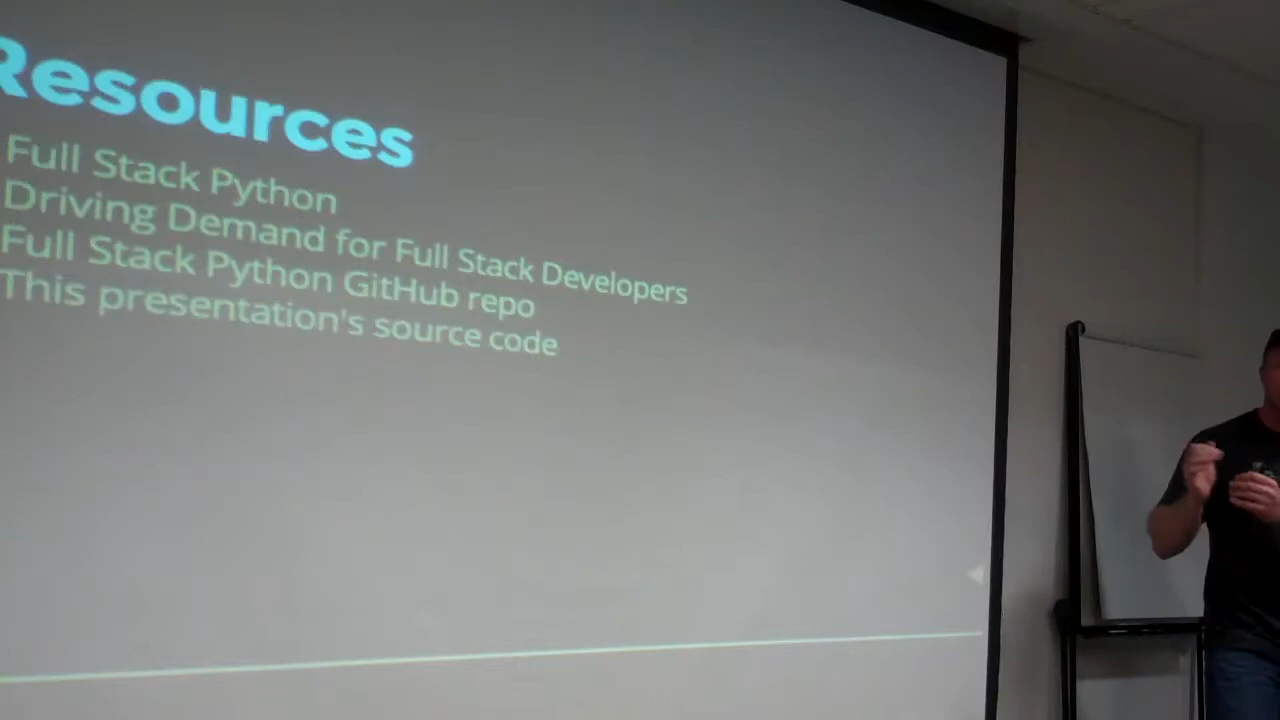 Resources
Full Stack Python
Driving Demand for Full Stack Developers
Full Stack Python GitHub repo
This presentation's source code